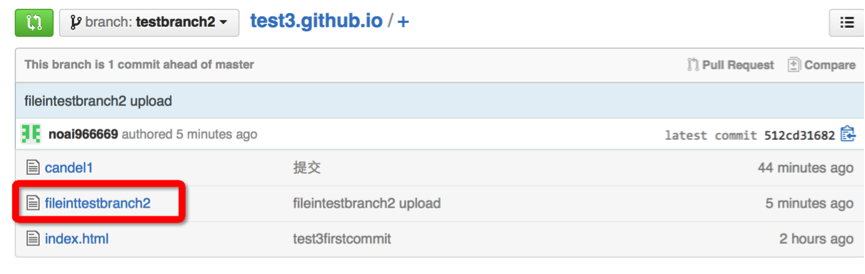 branch: testbranch2 test3.github.io / +
This branch is 1 commit ahead of master Pull Request Compare
fileintestbranch2 upload
noai966669 authored 5 minutes ago latest commit 512cd31682
candel1 提交 44 minutes ago
fileinttestbranch2 fileintestbranch2 upload 5 minutes ago
index.html test3firstcommit 2 hours ago